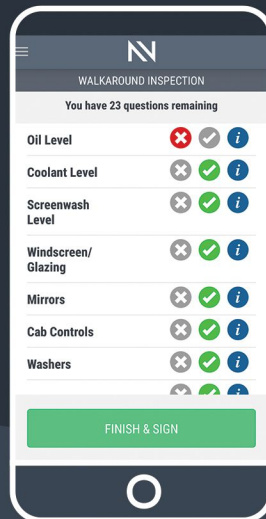 WALKAROUND INSPECTION
You have 23 questions remaining
Oil Level
Coolant Level
Screenwash
Level
Windscreen/
Glazing
Mirrors
Cab Controls
Washers
FINISH & SIGN